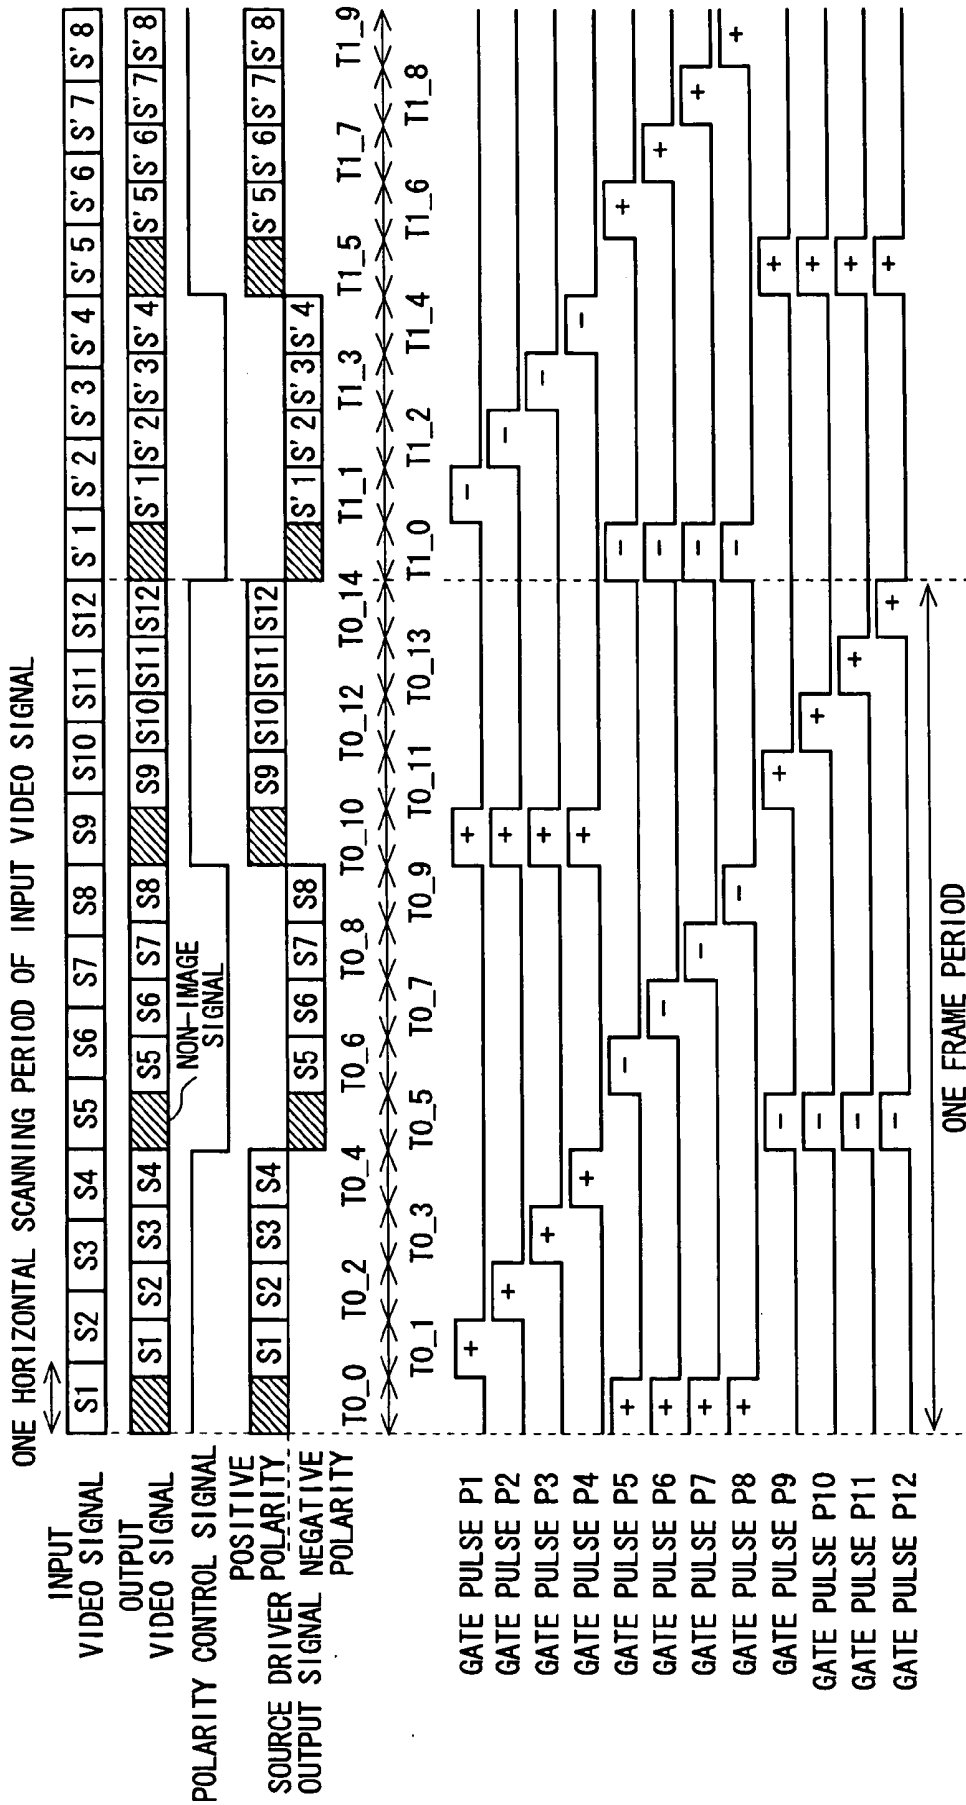 ONE HORIZONTAL SCANNING PERIOD OF INPUT VIDEO SIGNAL
INPUT
VIDEO SIGNAL
S1 S2 S3 S4 S5 S6 S7 S8 S9 S10 S11 S12 S'1 S'2 S'3 S'4 S'5 S'6 S'7 S'8
OUTPUT
VIDEO SIGNAL
S1 S2 S3 S4 S5 S6 S7 S8 S9 S10 S11 S12 S'1 S'2 S'3 S'4 S'5 S'6 S'7 S'8
NON-IMAGE
SIGNAL
POLARITY CONTROL SIGNAL
POSITIVE
POLARITY
S1 S2 S3 S4 S9 S10 S11 S12 S'5 S'6 S'7 S'8
SOURCE DRIVER
OUTPUT SIGNAL
NEGATIVE
POLARITY
S5 S6 S7 S8 S'1 S'2 S'3 S'4
T0_0 T0_2 T0_4 T0_6 T0_8 T0_10 T0_12 T0_14 T1_1 T1_3 T1_5 T1_7 T1_9
T0_1 T0_3 T0_5 T0_7 T0_9 T0_11 T0_13 T1_0 T1_2 T1_4 T1_6 T1_8
GATE PULSE P1 + + −
GATE PULSE P2 + + −
GATE PULSE P3 + + −
GATE PULSE P4 + + −
GATE PULSE P5 + − − +
GATE PULSE P6 + − − +
GATE PULSE P7 + − − +
GATE PULSE P8 + − − +
GATE PULSE P9 − + +
GATE PULSE P10 − + +
GATE PULSE P11 − + +
GATE PULSE P12 − + +
ONE FRAME PERIOD